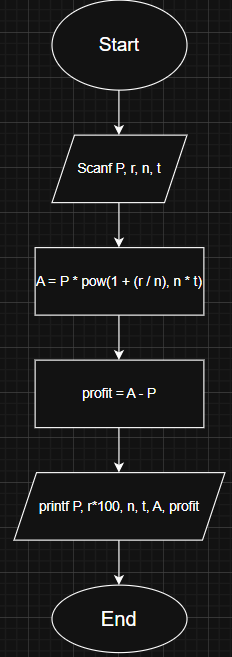 Start
Scanf P, r, n, t
A = P * pow(1 + (r / n), n * t)
profit = A - P
printf P, r*100, n, t, A, profit
End